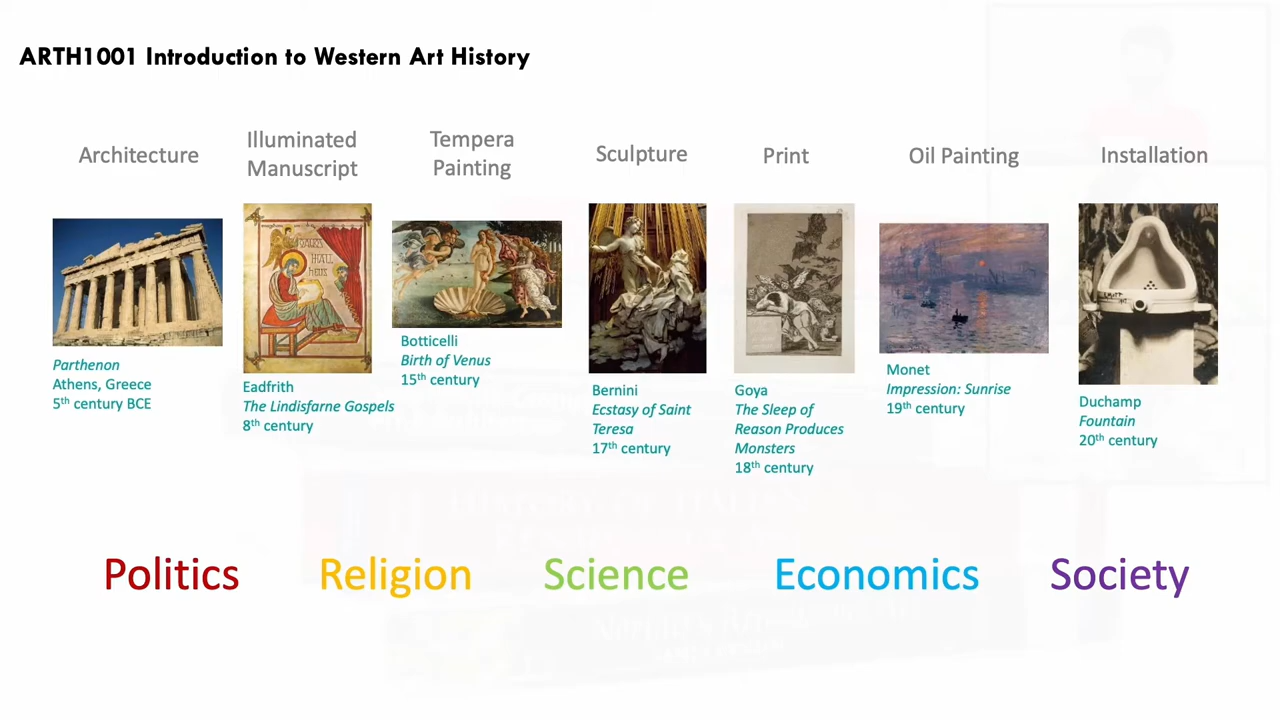 ARTH1001 Introduction to Western Art History
Architecture
Illuminated
Manuscript
Tempera
Painting
Sculpture
Print
Oil Painting
Installation
Parthenon
Athens, Greece
5th century BCE
Eadfrith
The Lindisfarne Gospels
8th century
Botticelli
Birth of Venus
15th century
Bernini
Ecstasy of Saint
Teresa
17th century
Goya
The Sleep of
Reason Produces
Monsters
18th century
Monet
Impression: Sunrise
19th century
Duchamp
Fountain
20th century
Politics
Religion
Science
Economics
Society